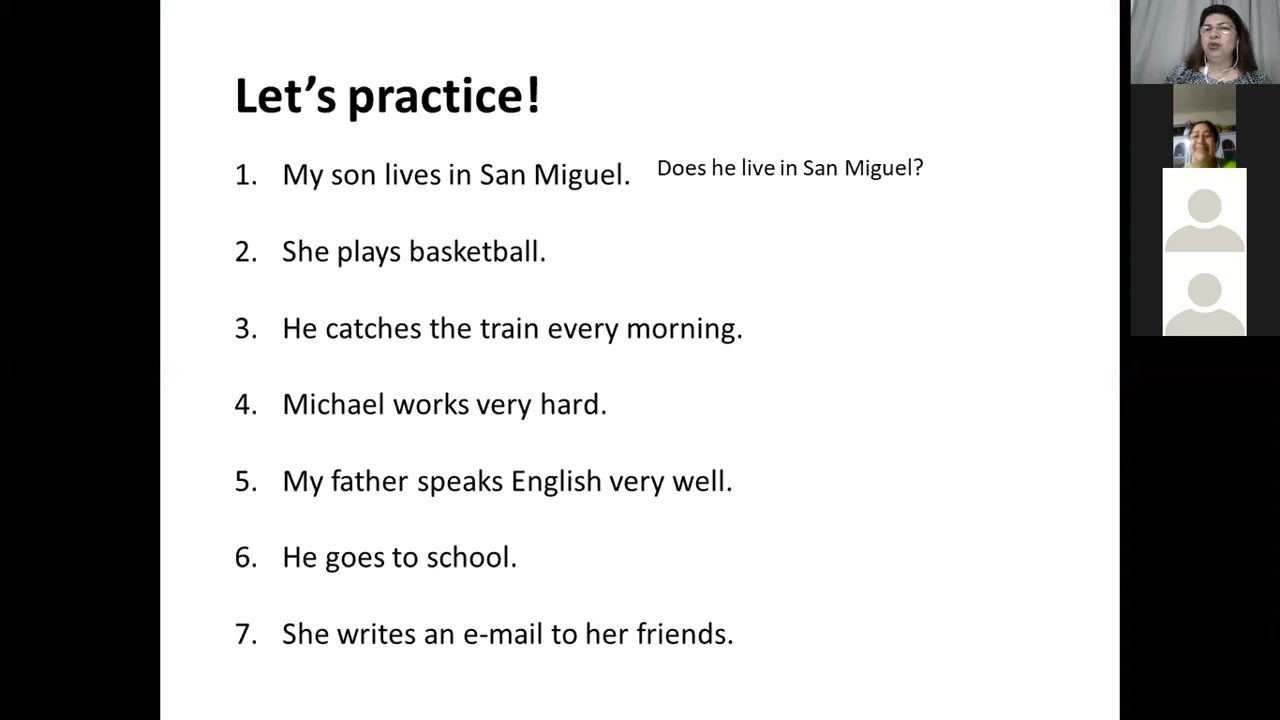 Let's practice!
1. My son lives in San Miguel. Does he live in San Miguel?
2. She plays basketball.
3. He catches the train every morning.
4. Michael works very hard.
5. My father speaks English very well.
6. He goes to school.
7. She writes an e-mail to her friends.